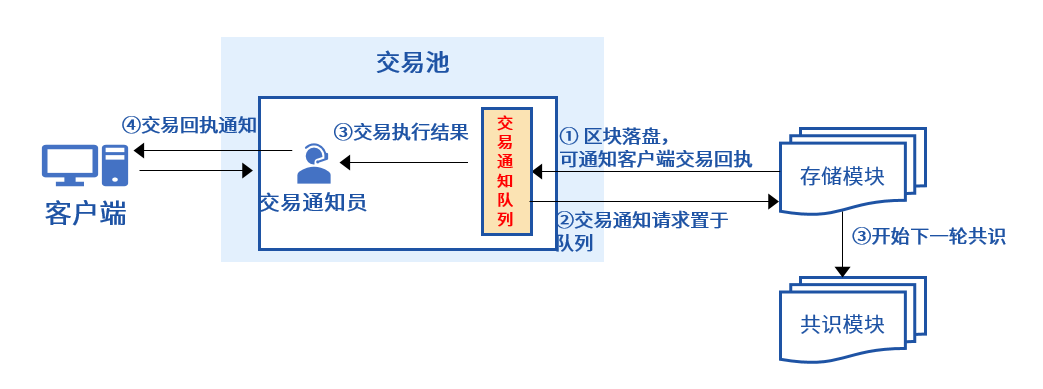 交易池
④交易回执通知
③交易执行结果
交易通知队列
① 区块落盘，
可通知客户端交易回执
存储模块
客户端
交易通知员
②交易通知请求置于
队列
③开始下一轮共识
共识模块